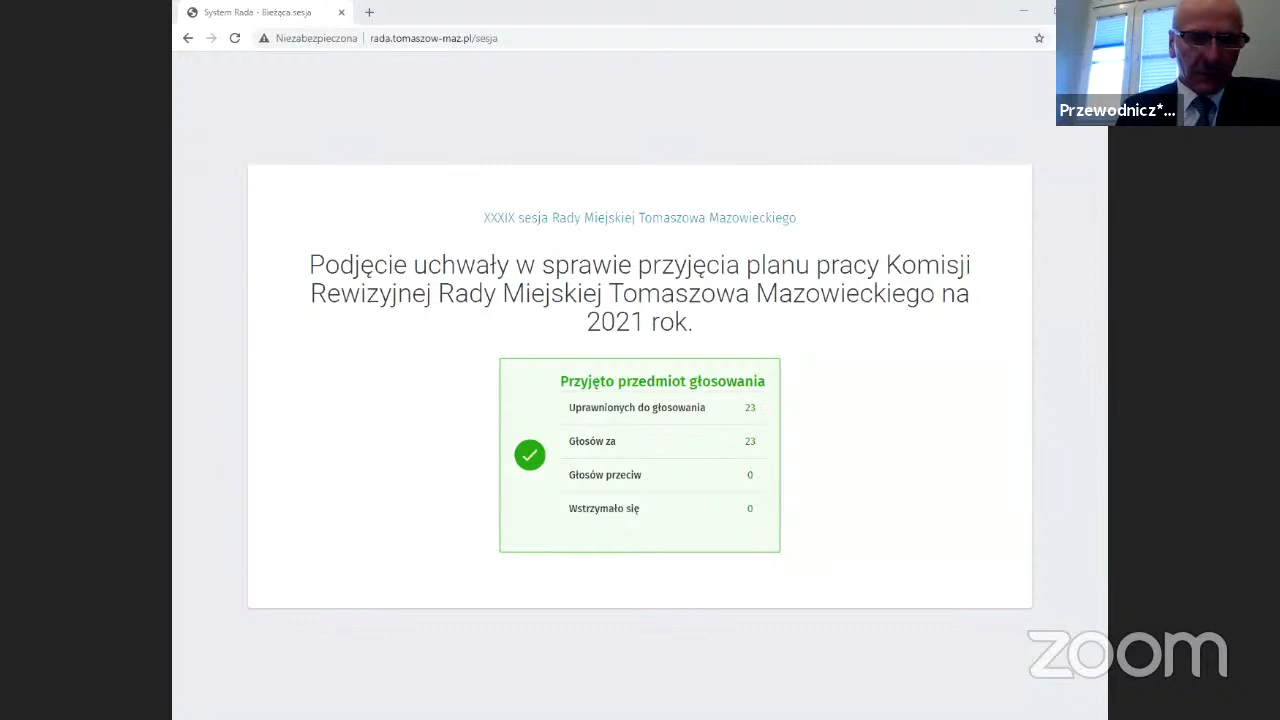 System Rada - Bieżąca sesja
Niezabezpieczona
rada.tomaszow-maz.pl/sesja
Przewodnicz*...
XXXIX sesja Rady Miejskiej Tomaszowa Mazowieckiego
Podjęcie uchwały w sprawie przyjęcia planu pracy Komisji
Rewizyjnej Rady Miejskiej Tomaszowa Mazowieckiego na
2021 rok.
Przyjęto przedmiot głosowania
Uprawnionych do głosowania 23
Głosów za 23
Głosów przeciw 0
Wstrzymało się 0
zoom